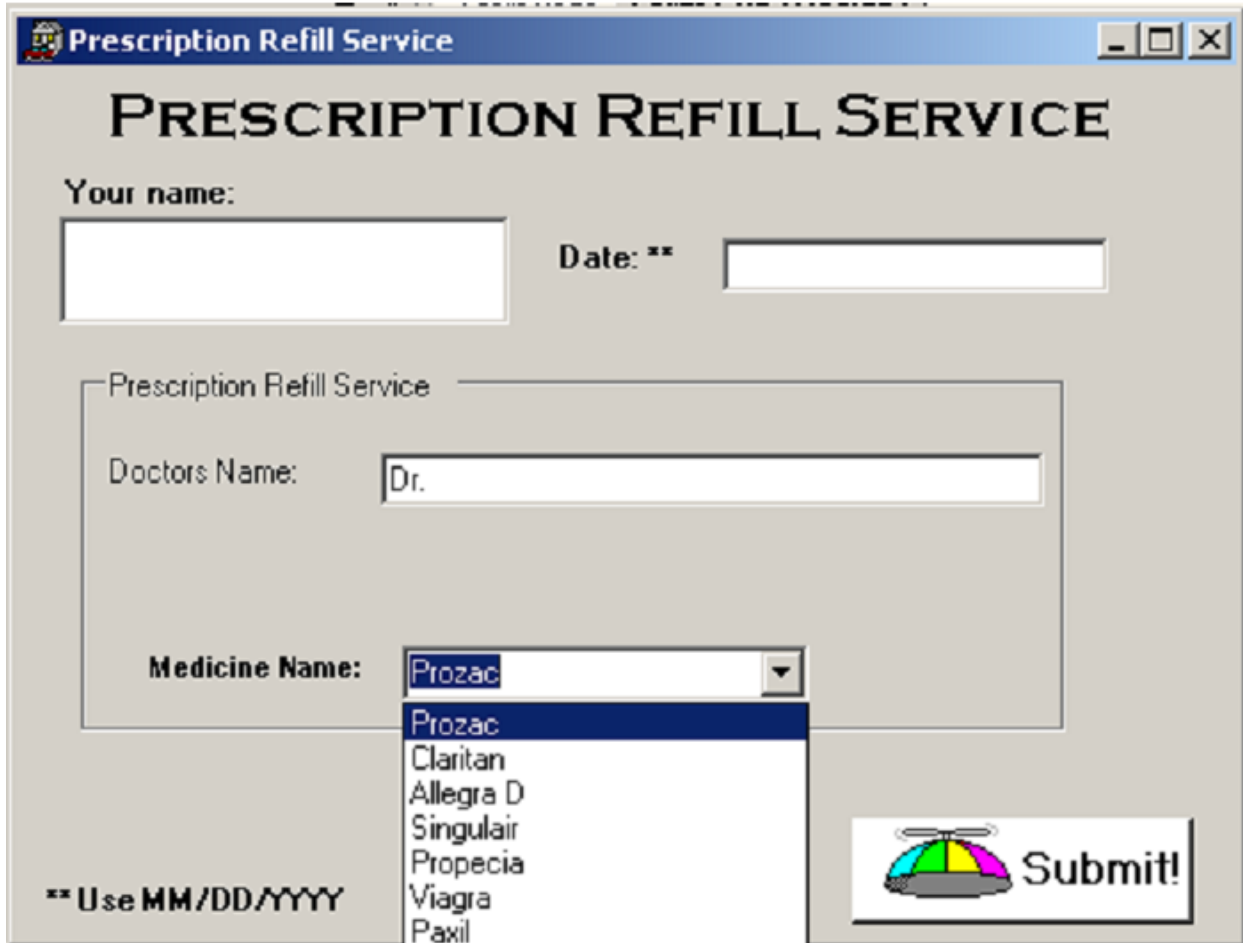 Prescription Refill Service
PRESCRIPTION REFILL SERVICE
Your name:
Date: **
Prescription Refill Service
Doctors Name:
Dr.
Medicine Name:
Prozac
Prozac
Claritan
Allegra D
Singulair
Propecia
Viagra
Paxil
Submit!
** Use MM/DD/YYYY